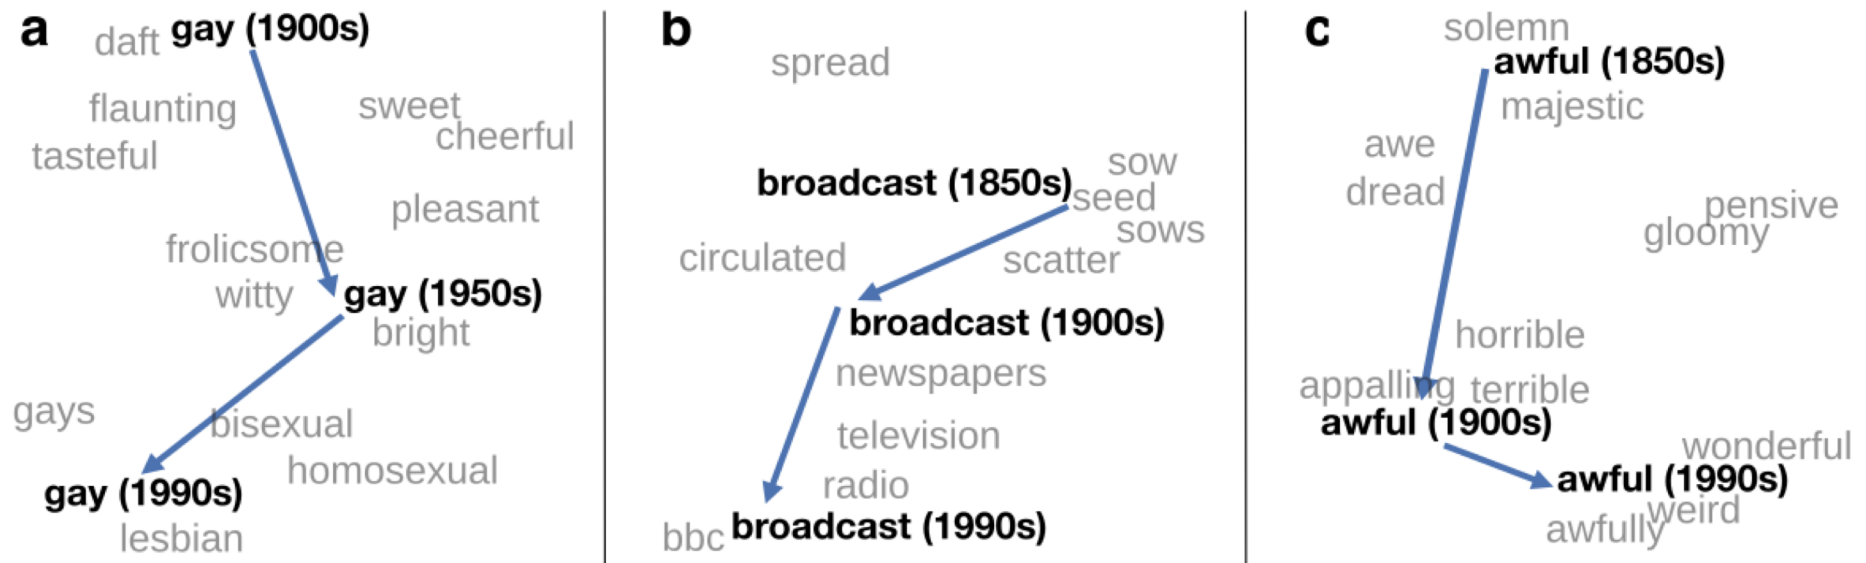 a
daft gay (1900s)
flaunting
sweet
cheerful
tasteful
pleasant
frolicsome
witty
gay (1950s)
bright
gays
bisexual
homosexual
gay (1990s)
lesbian
b
spread
broadcast (1850s)
sow
seed
sows
circulated
scatter
broadcast (1900s)
newspapers
television
radio
bbc broadcast (1990s)
c
solemn
awful (1850s)
majestic
awe
dread
pensive
gloomy
horrible
appalling terrible
awful (1900s)
wonderful
awful (1990s)
weird
awfully